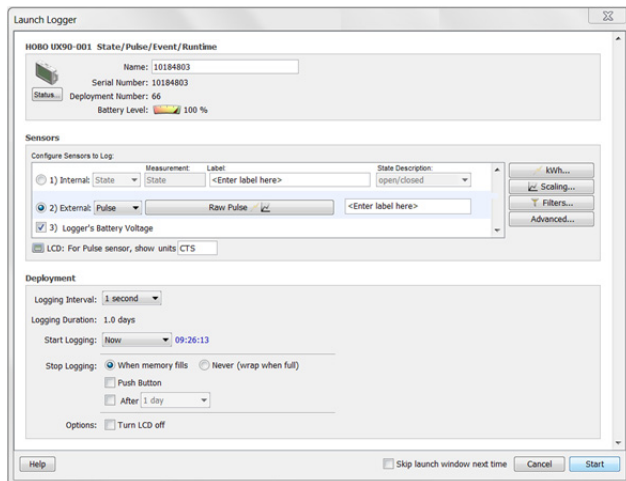 Launch Logger
HOBO UX90-001 State/Pulse/Event/Runtime
Name: 10184803
Serial Number: 10184803
Status... Deployment Number: 66
Battery Level: 100 %
Sensors
Configure Sensors to Log:
Measurement: Label: State Description:
1) Internal: State State <Enter label here> open/closed
kWh...
Scaling...
2) External: Pulse Raw Pulse <Enter label here>
Filters...
3) Logger's Battery Voltage
Advanced...
LCD: For Pulse sensor, show units CTS
Deployment
Logging Interval: 1 second
Logging Duration: 1.0 days
Start Logging: Now 09:26:13
Stop Logging: When memory fills Never (wrap when full)
Push Button
After 1 day
Options: Turn LCD off
Help Skip launch window next time Cancel Start